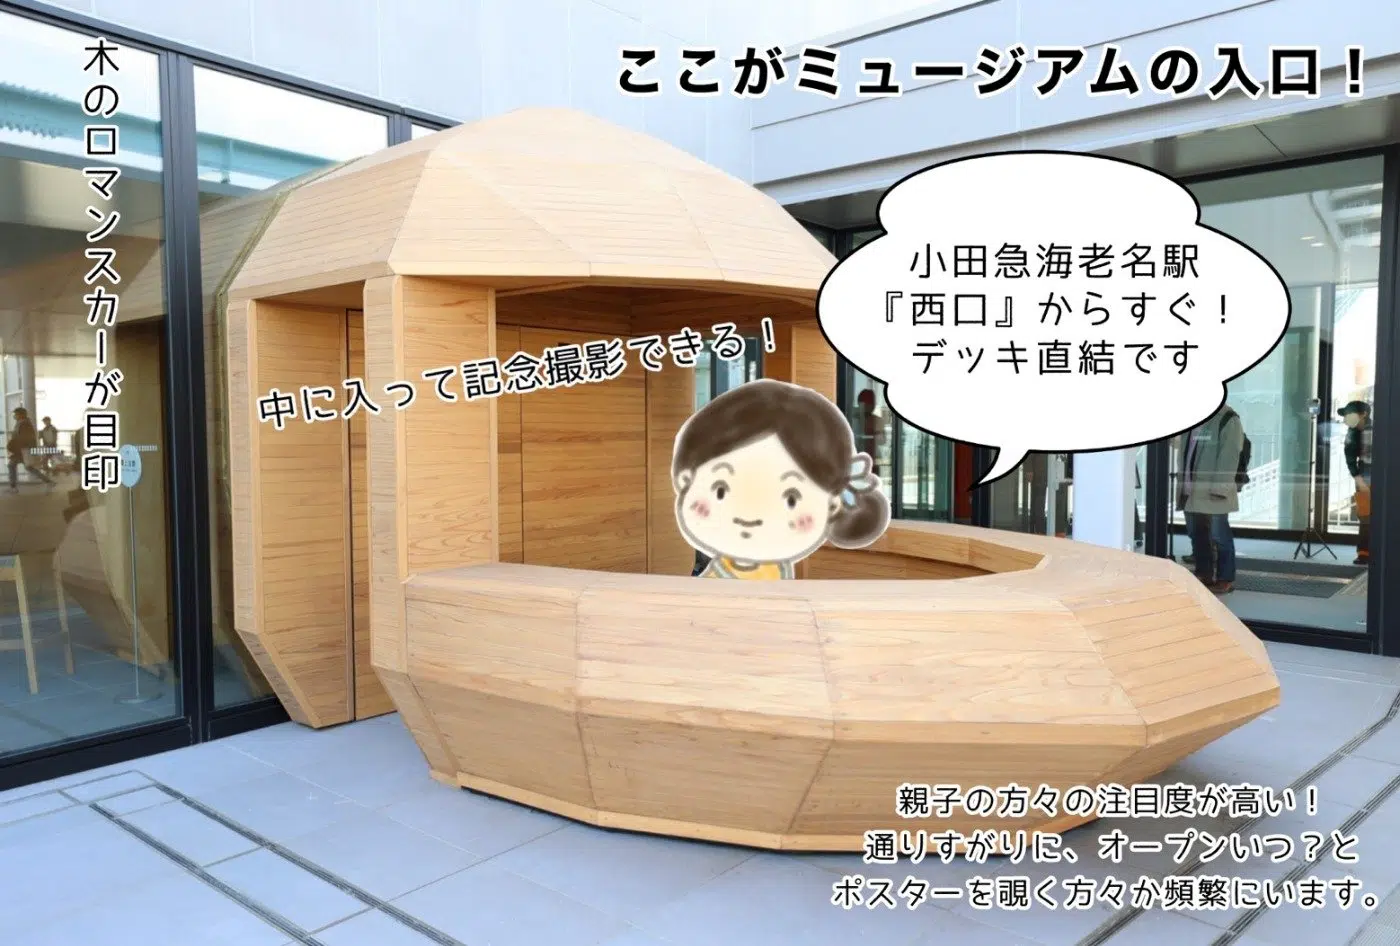 ここがミュージアムの入口！
木のロマンスカーが目印
小田急海老名駅
『西口』からすぐ！
デッキ直結です
中に入って記念撮影できる！
親子の方々の注目度が高い！
通りすがりに、オープンいつ？と
ポスターを覗く方々か頻繁にいます。